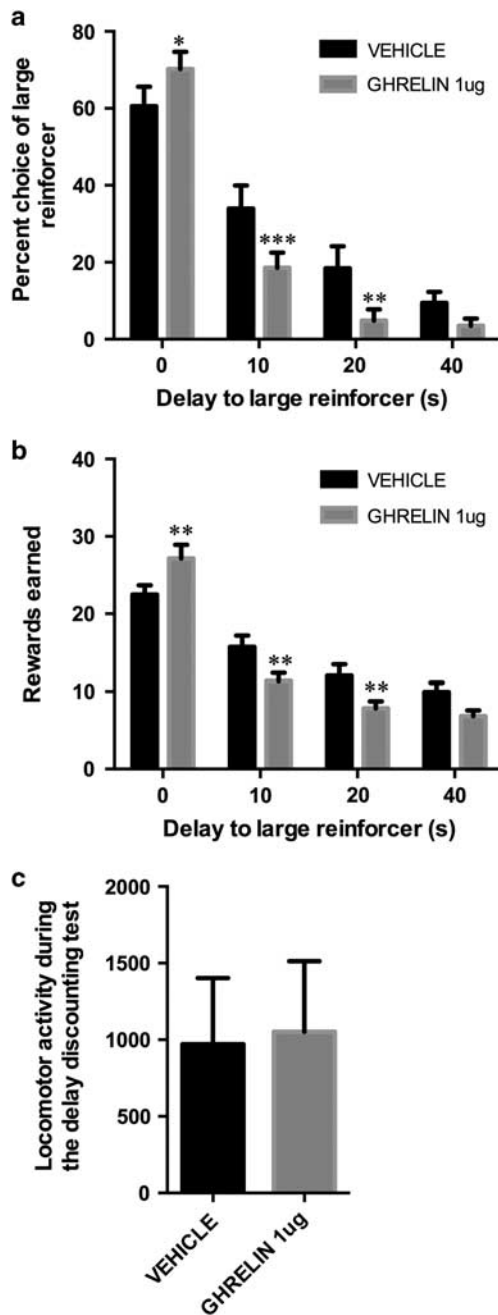 a
80
60
40
20
0
Percent choice of large
reinforcer
*
***
**
VEHICLE
GHRELIN 1ug
0 10 20 40
Delay to large reinforcer (s)
b
40
30
20
10
0
Rewards earned
**
**
**
VEHICLE
GHRELIN 1ug
0 10 20 40
Delay to large reinforcer (s)
c
2000
1500
1000
500
0
Locomotor activity during
the delay discounting test
VEHICLE
GHRELIN 1ug